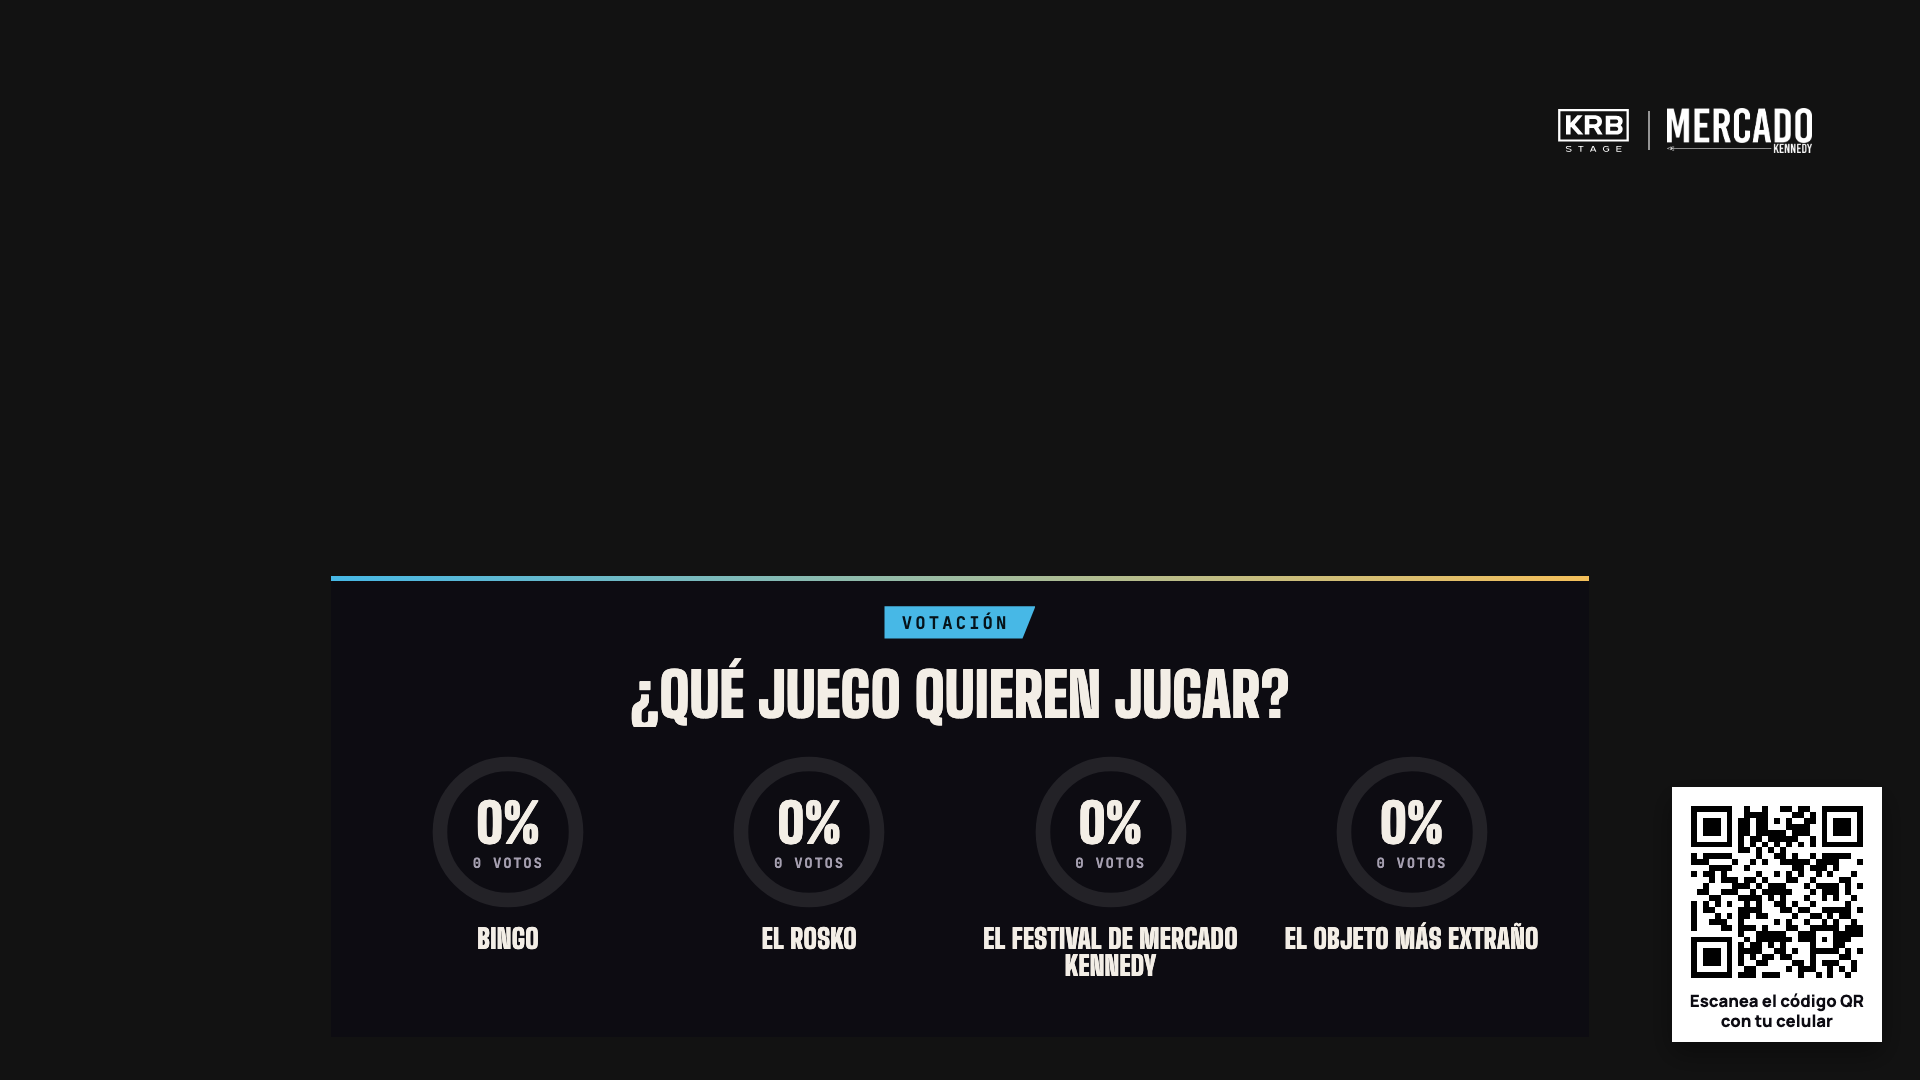 KRB
STAGE
MERCADO
KENNEDY
VOTACIÓN
¿QUÉ JUEGO QUIEREN JUGAR?
0%
0 VOTOS
BINGO
0%
0 VOTOS
EL ROSKO
0%
0 VOTOS
EL FESTIVAL DE MERCADO
KENNEDY
0%
0 VOTOS
EL OBJETO MÁS EXTRAÑO
Escanea el código QR
con tu celular